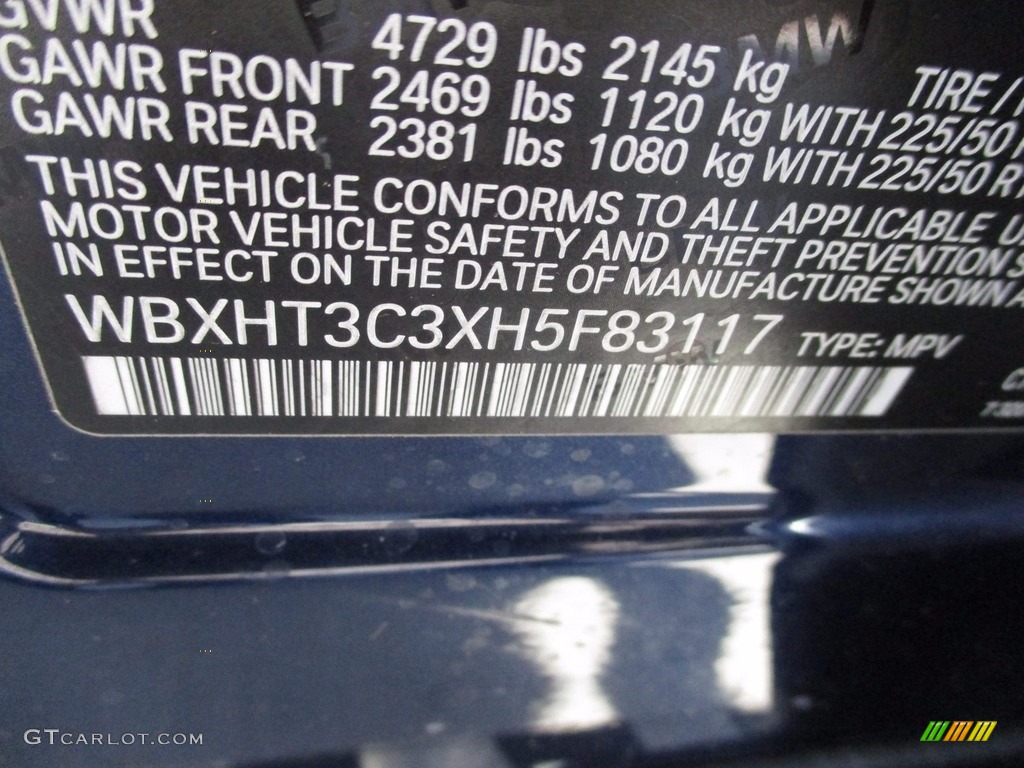 GVWR 4729 lbs 2145 kg
GAWR FRONT 2469 lbs 1120 kg WITH 225/50 TIRE /
GAWR REAR 2381 lbs 1080 kg WITH 225/50
THIS VEHICLE CONFORMS TO ALL APPLICABLE
MOTOR VEHICLE SAFETY AND THEFT PREVENTION
IN EFFECT ON THE DATE OF MANUFACTURE SHOWN
WBXHT3C3XH5F83117 TYPE: MPV
GTCARLOT.COM